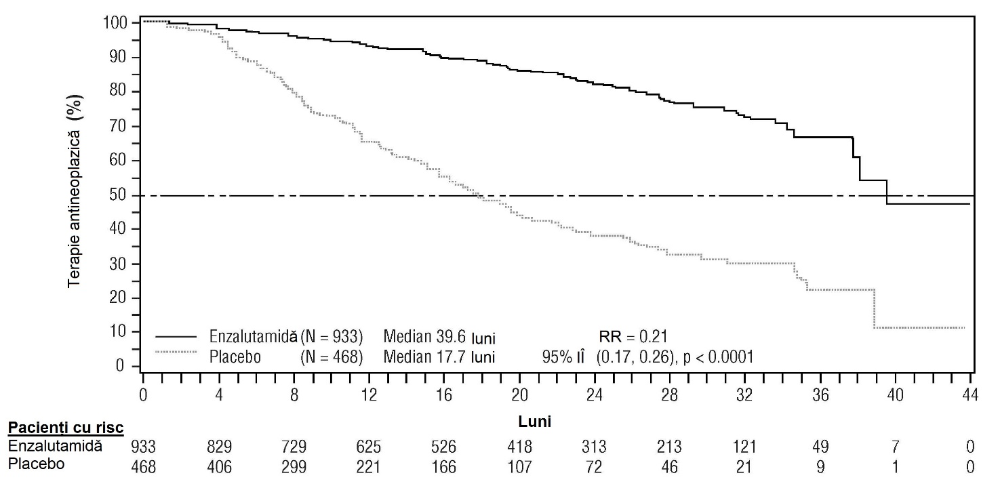 Terapie antineoplazică (%)
100
90
80
70
60
50
40
30
20
10
0
Enzalutamidă (N = 933) Median 39.6 luni RR = 0.21
Placebo (N = 468) Median 17.7 luni 95% IÎ (0.17, 0.26), p < 0.0001
0 4 8 12 16 20 24 28 32 36 40 44
Luni
Pacienți cu risc
Enzalutamidă 933 829 729 625 526 418 313 213 121 49 7 0
Placebo 468 406 299 221 166 107 72 46 21 9 1 0